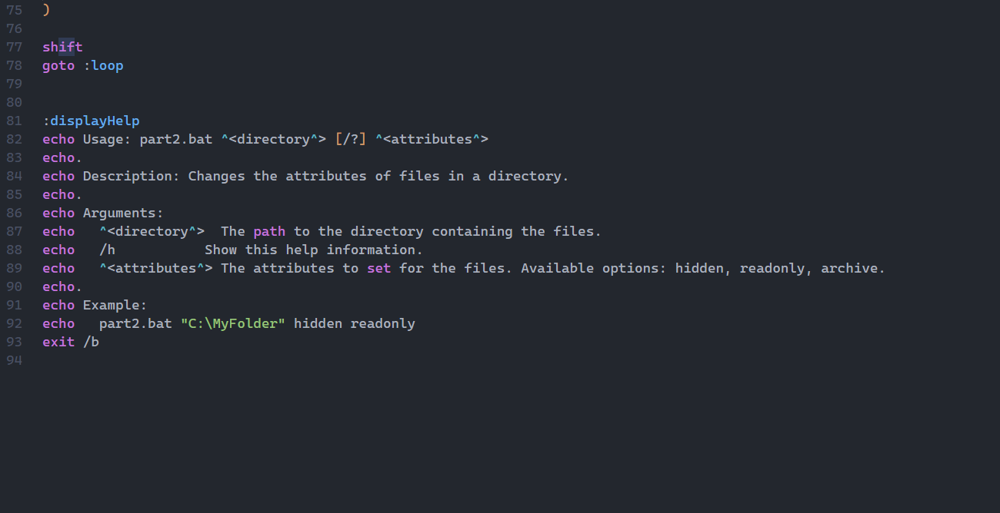 75 )
76
77 shift
78 goto :loop
79
80
81 :displayHelp
82 echo Usage: part2.bat ^<directory^> [/?] ^<attributes^>
83 echo.
84 echo Description: Changes the attributes of files in a directory.
85 echo.
86 echo Arguments:
87 echo   ^<directory^>  The path to the directory containing the files.
88 echo   /h           Show this help information.
89 echo   ^<attributes^> The attributes to set for the files. Available options: hidden, readonly, archive.
90 echo.
91 echo Example:
92 echo   part2.bat "C:\MyFolder" hidden readonly
93 exit /b
94